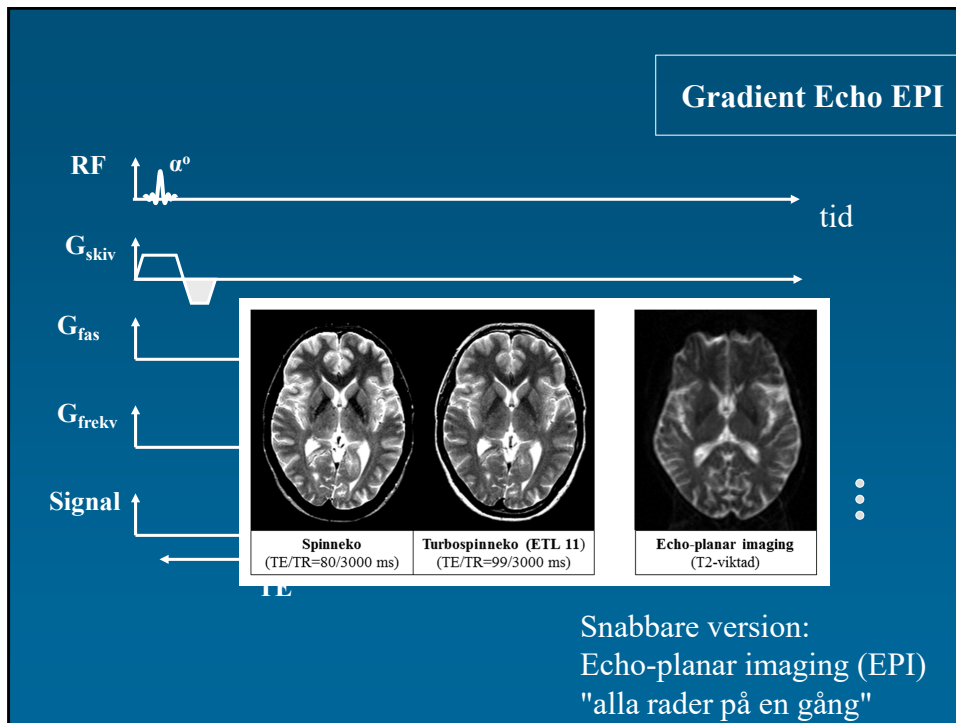 Gradient Echo EPI
RF
αº
tid
Gskiv
Gfas
Gfrekv
Signal
Spinneko
(TE/TR=80/3000 ms)
Turbospinneko (ETL 11)
(TE/TR=99/3000 ms)
Echo-planar imaging
(T2-viktad)
TE
Snabbare version:
Echo-planar imaging (EPI)
"alla rader på en gång"